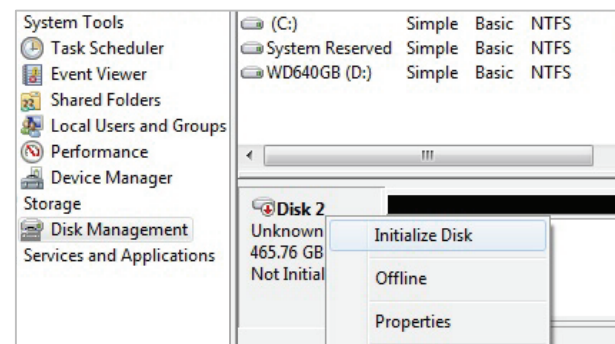 System Tools
Task Scheduler
Event Viewer
Shared Folders
Local Users and Groups
Performance
Device Manager
Storage
Disk Management
Services and Applications
(C:) Simple Basic NTFS
System Reserved Simple Basic NTFS
WD640GB (D:) Simple Basic NTFS
Disk 2
Unknown
465.76 GB
Not Initial
Initialize Disk
Offline
Properties